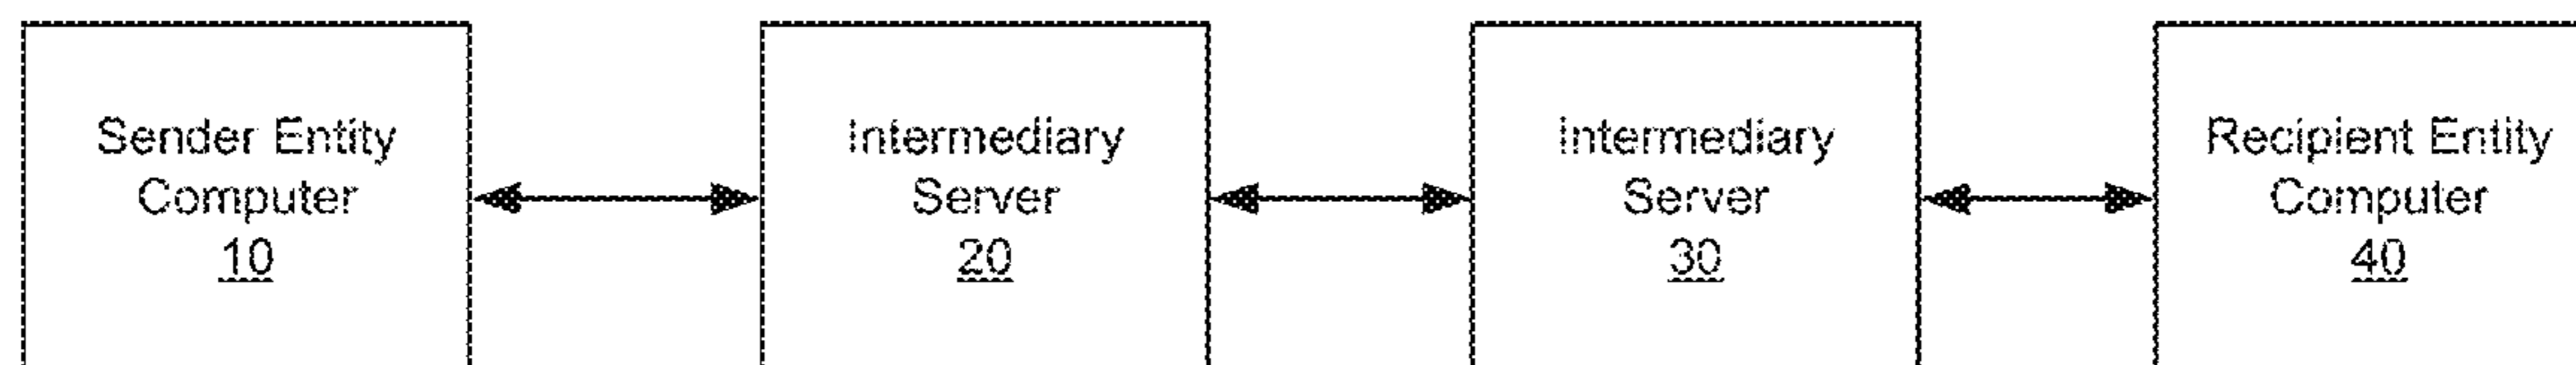 Sender Entity
Computer
10
Intermediary
Server
20
Intermediary
Server
30
Recipient Entity
Computer
40